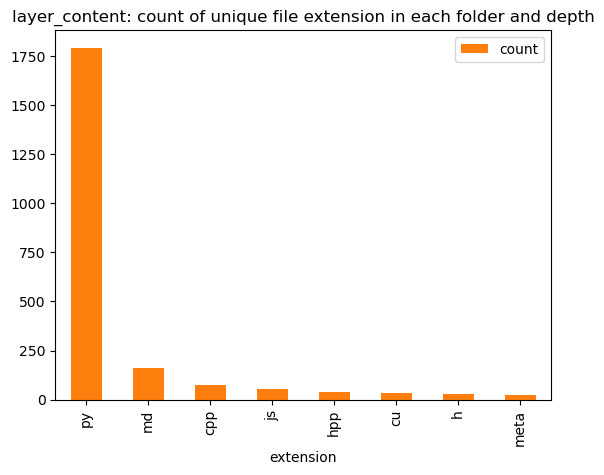 layer_content: count of unique file extension in each folder and depth
count
1750
1500
1250
1000
750
500
250
0
py
md
cpp
js
hpp
cu
h
meta
extension